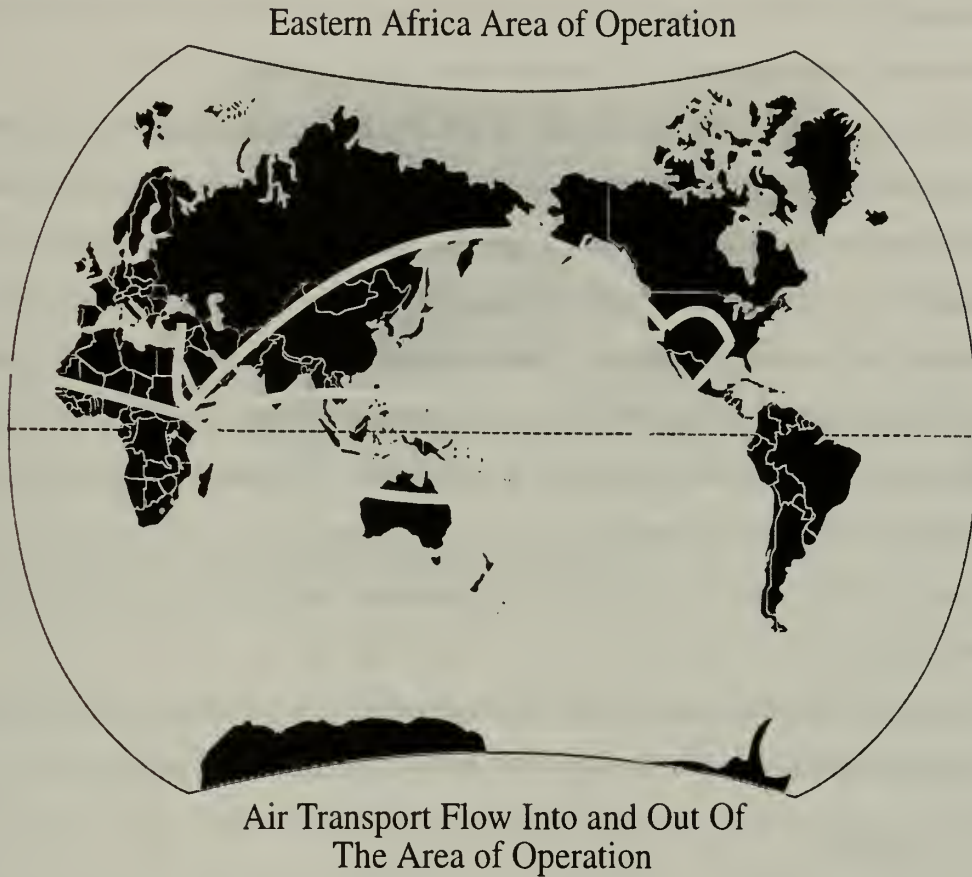 Eastern Africa Area of Operation
Air Transport Flow Into and Out Of
The Area of Operation